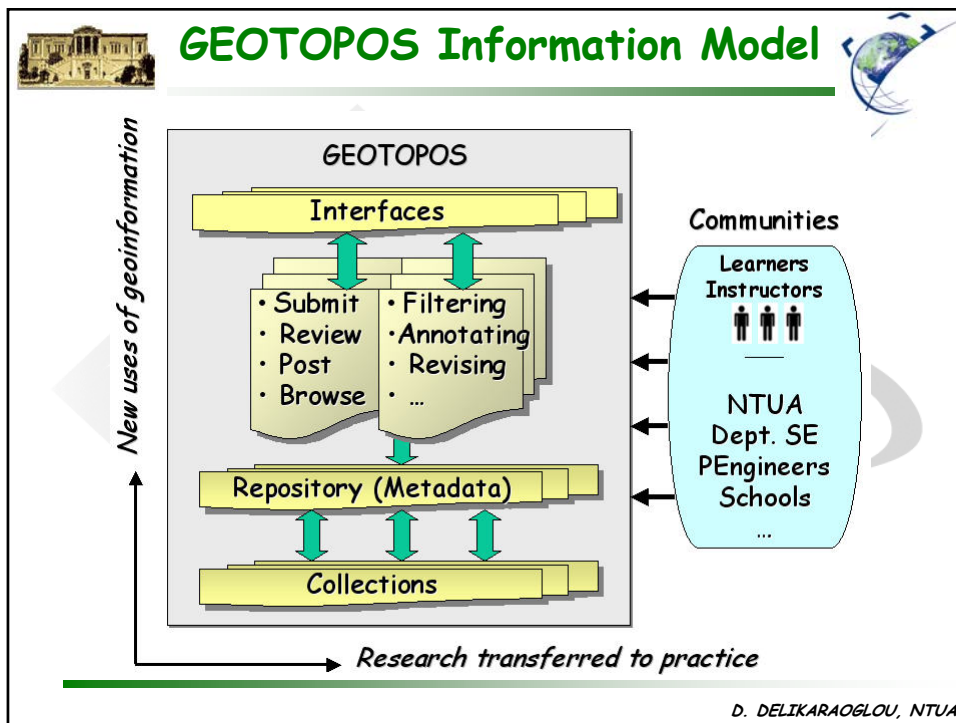 GEOTOPOS Information Model
New uses of geoinformation
GEOTOPOS
Interfaces
• Submit
• Review
• Post
• Browse
• Filtering
•Annotating
• Revising
• ...
Repository (Metadata)
Collections
Communities
Learners
Instructors
NTUA
Dept. SE
PEngineers
Schools
...
Research transferred to practice
D. DELIKARAOGLOU, NTUA